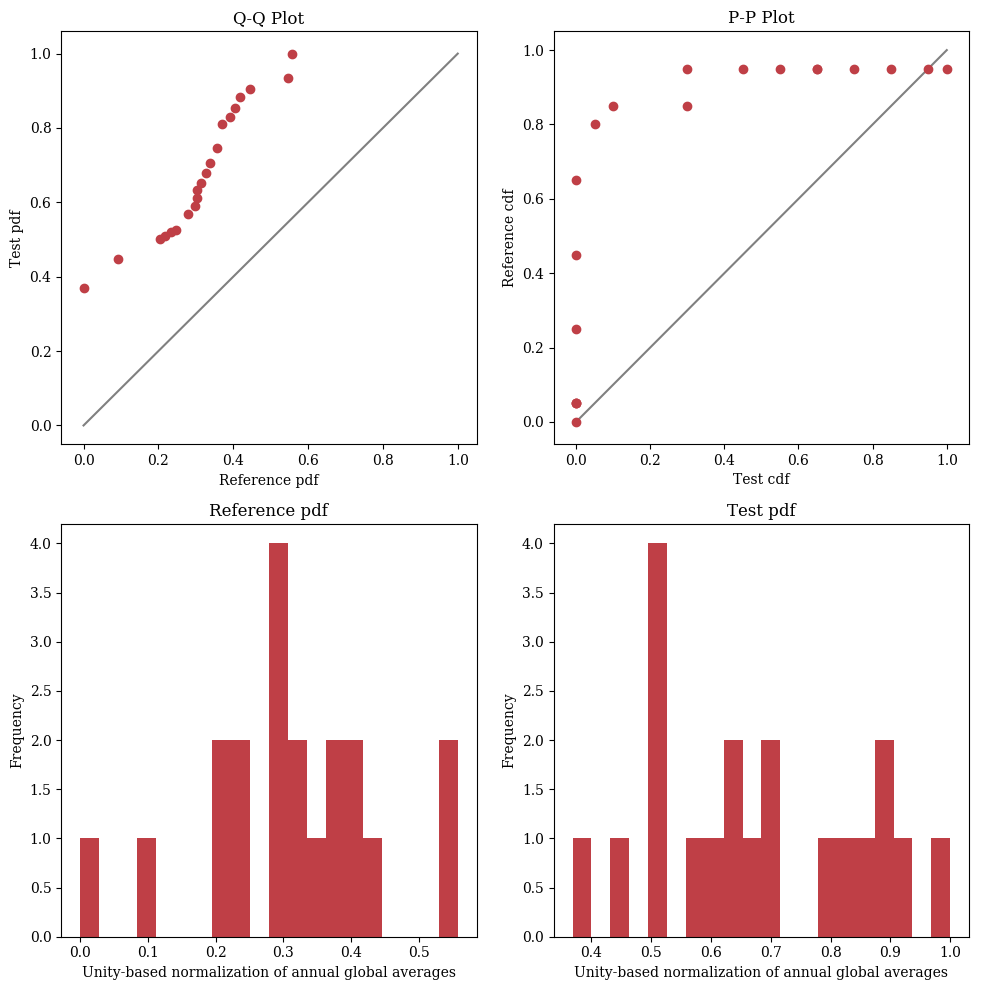 Q-Q Plot
Test pdf
1.0
0.8
0.6
0.4
0.2
0.0
0.0 0.2 0.4 0.6 0.8 1.0
Reference pdf
P-P Plot
Reference cdf
1.0
0.8
0.6
0.4
0.2
0.0
0.0 0.2 0.4 0.6 0.8 1.0
Test cdf
Reference pdf
Frequency
4.0
3.5
3.0
2.5
2.0
1.5
1.0
0.5
0.0
0.0 0.1 0.2 0.3 0.4 0.5
Unity-based normalization of annual global averages
Test pdf
Frequency
4.0
3.5
3.0
2.5
2.0
1.5
1.0
0.5
0.0
0.4 0.5 0.6 0.7 0.8 0.9 1.0
Unity-based normalization of annual global averages